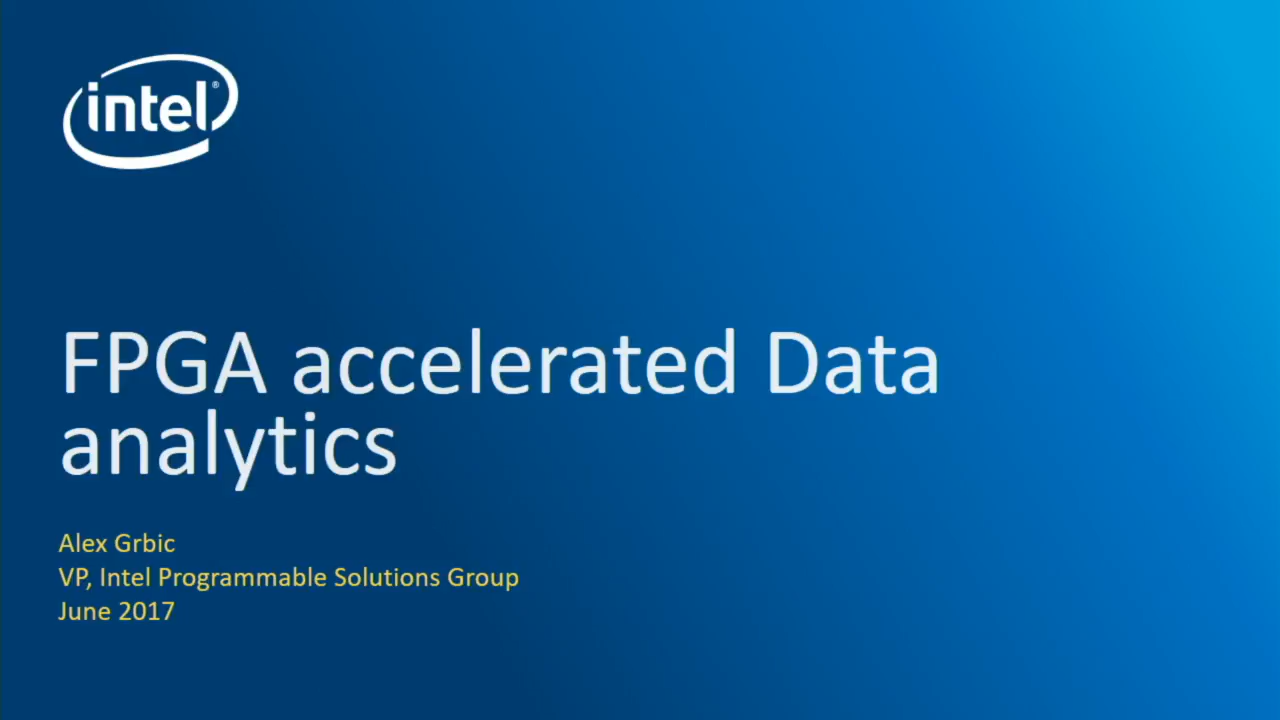 intel®
FPGA accelerated Data
analytics
Alex Grbic
VP, Intel Programmable Solutions Group
June 2017